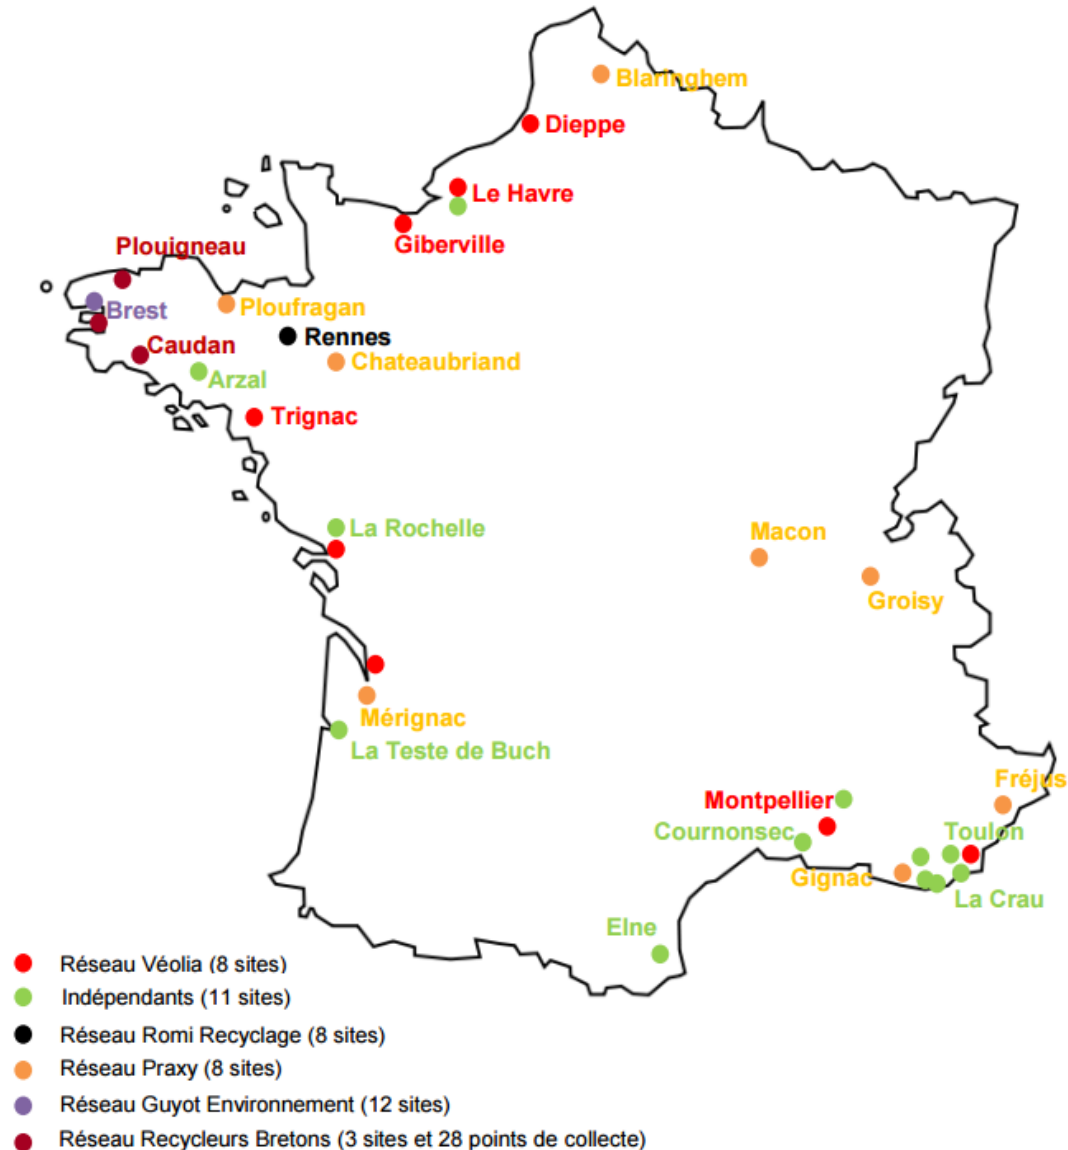 Blaringhem
Dieppe
Le Havre
Giberville
Plouigneau
Brest
Ploufragan
Rennes
Caudan
Chateaubriand
Arzal
Trignac
La Rochelle
Macon
Groisy
Mérignac
La Teste de Buch
Fréjus
Montpellier
Cournonsec
Toulon
Gignac
La Crau
Elne
Réseau Véolia (8 sites)
Indépendants (11 sites)
Réseau Romi Recyclage (8 sites)
Réseau Praxy (8 sites)
Réseau Guyot Environnement (12 sites)
Réseau Recycleurs Bretons (3 sites et 28 points de collecte)